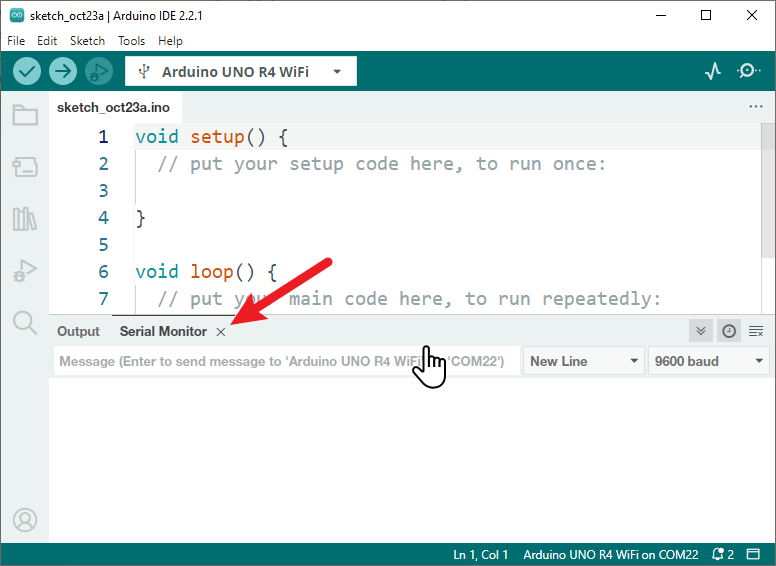 sketch_oct23a | Arduino IDE 2.2.1
File Edit Sketch Tools Help
Arduino UNO R4 WiFi
sketch_oct23a.ino
1 void setup() {
2 // put your setup code here, to run once:
3
4 }
5
6 void loop() {
7 // put your main code here, to run repeatedly:
Output Serial Monitor
Message (Enter to send message to 'Arduino UNO R4 WiFi' 'COM22') New Line 9600 baud
Ln 1, Col 1 Arduino UNO R4 WiFi on COM22 2